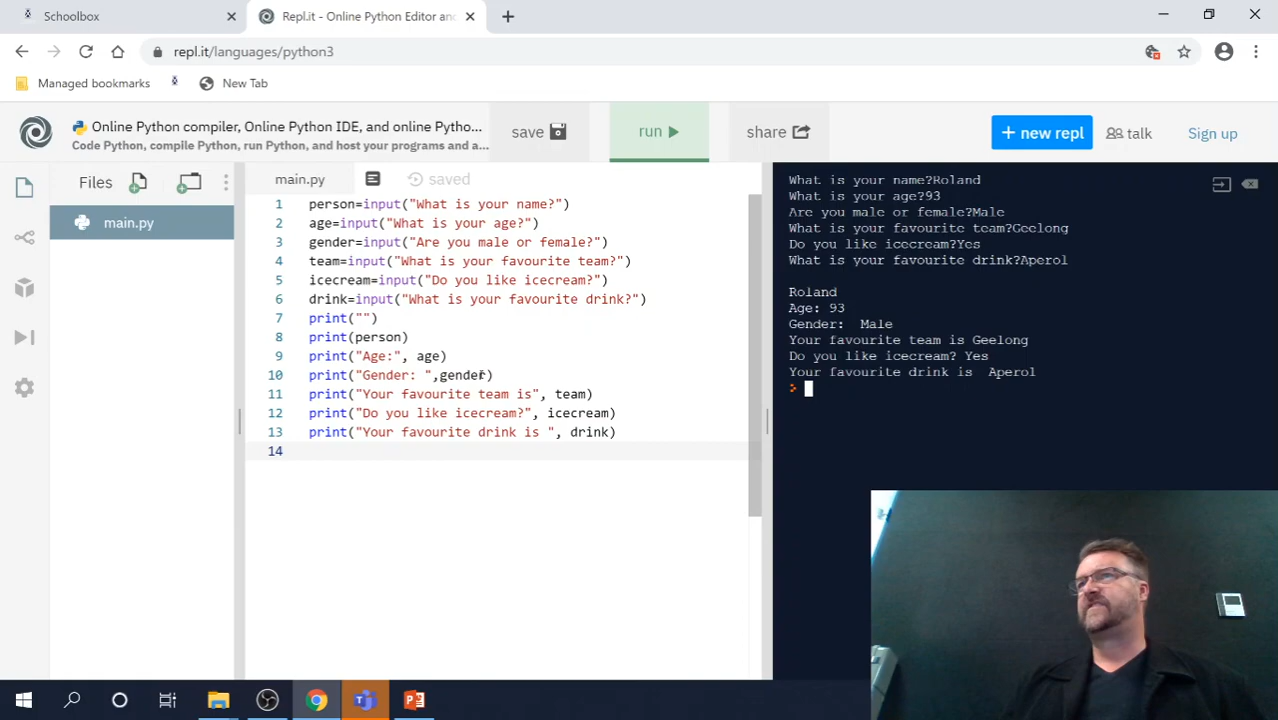 Schoolbox
Repl.it - Online Python Editor and
repl.it/languages/python3
Managed bookmarks
New Tab
Online Python compiler, Online Python IDE, and online Pytho...
Code Python, compile Python, run Python, and host your programs and a...
save
run
share
+ new repl
talk
Sign up
Files
main.py
main.py
saved
1 person=input("What is your name?")
2 age=input("What is your age?")
3 gender=input("Are you male or female?")
4 team=input("What is your favourite team?")
5 icecream=input("Do you like icecream?")
6 drink=input("What is your favourite drink?")
7 print("")
8 print(person)
9 print("Age:", age)
10 print("Gender: ",gender)
11 print("Your favourite team is", team)
12 print("Do you like icecream?", icecream)
13 print("Your favourite drink is ", drink)
14
What is your name?Roland
What is your age?93
Are you male or female?Male
What is your favourite team?Geelong
Do you like icecream?Yes
What is your favourite drink?Aperol
Roland
Age: 93
Gender:  Male
Your favourite team is Geelong
Do you like icecream? Yes
Your favourite drink is  Aperol
>